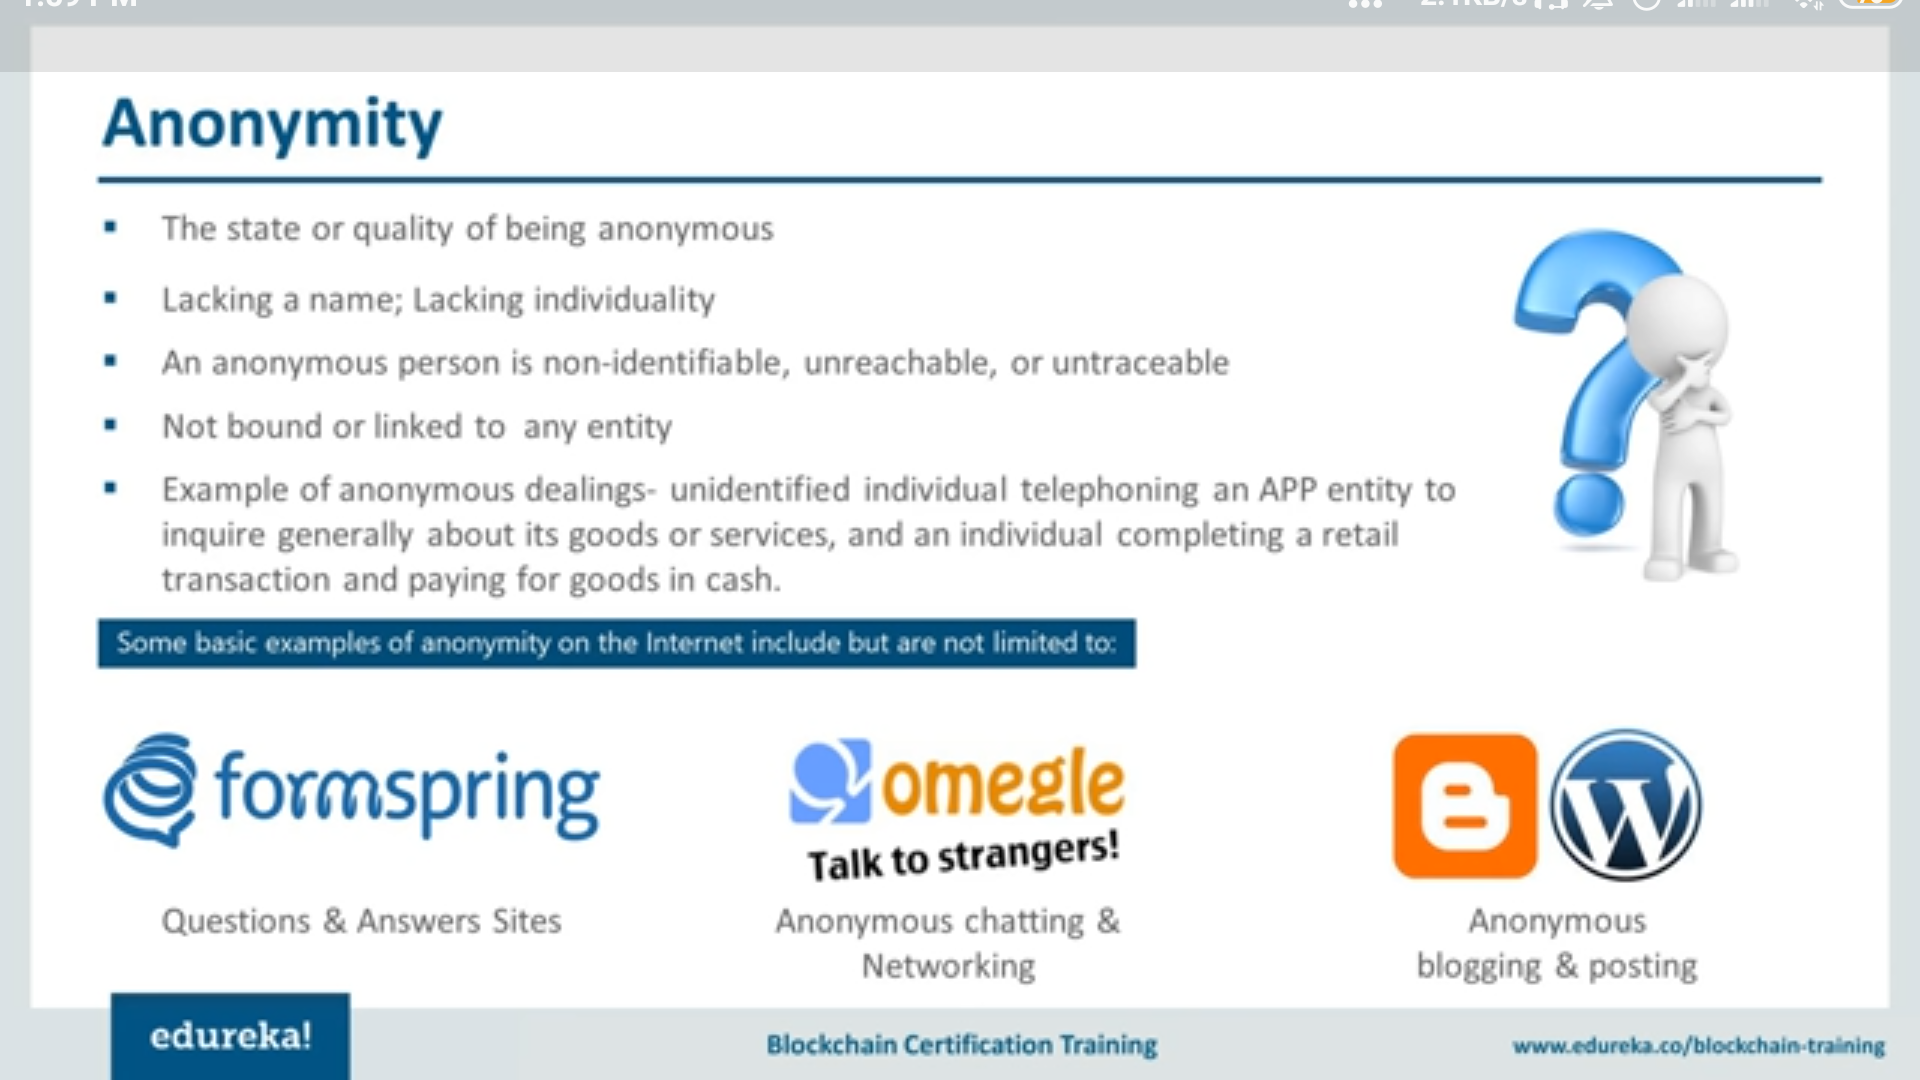 Anonymity
▪ The state or quality of being anonymous
▪ Lacking a name; Lacking individuality
▪ An anonymous person is non-identifiable, unreachable, or untraceable
▪ Not bound or linked to any entity
▪ Example of anonymous dealings- unidentified individual telephoning an APP entity to
inquire generally about its goods or services, and an individual completing a retail
transaction and paying for goods in cash.
Some basic examples of anonymity on the Internet include but are not limited to:
formspring
Questions & Answers Sites
omegle
Talk to strangers!
Anonymous chatting &
Networking
Anonymous
blogging & posting
edureka!
Blockchain Certification Training
www.edureka.co/blockchain-training